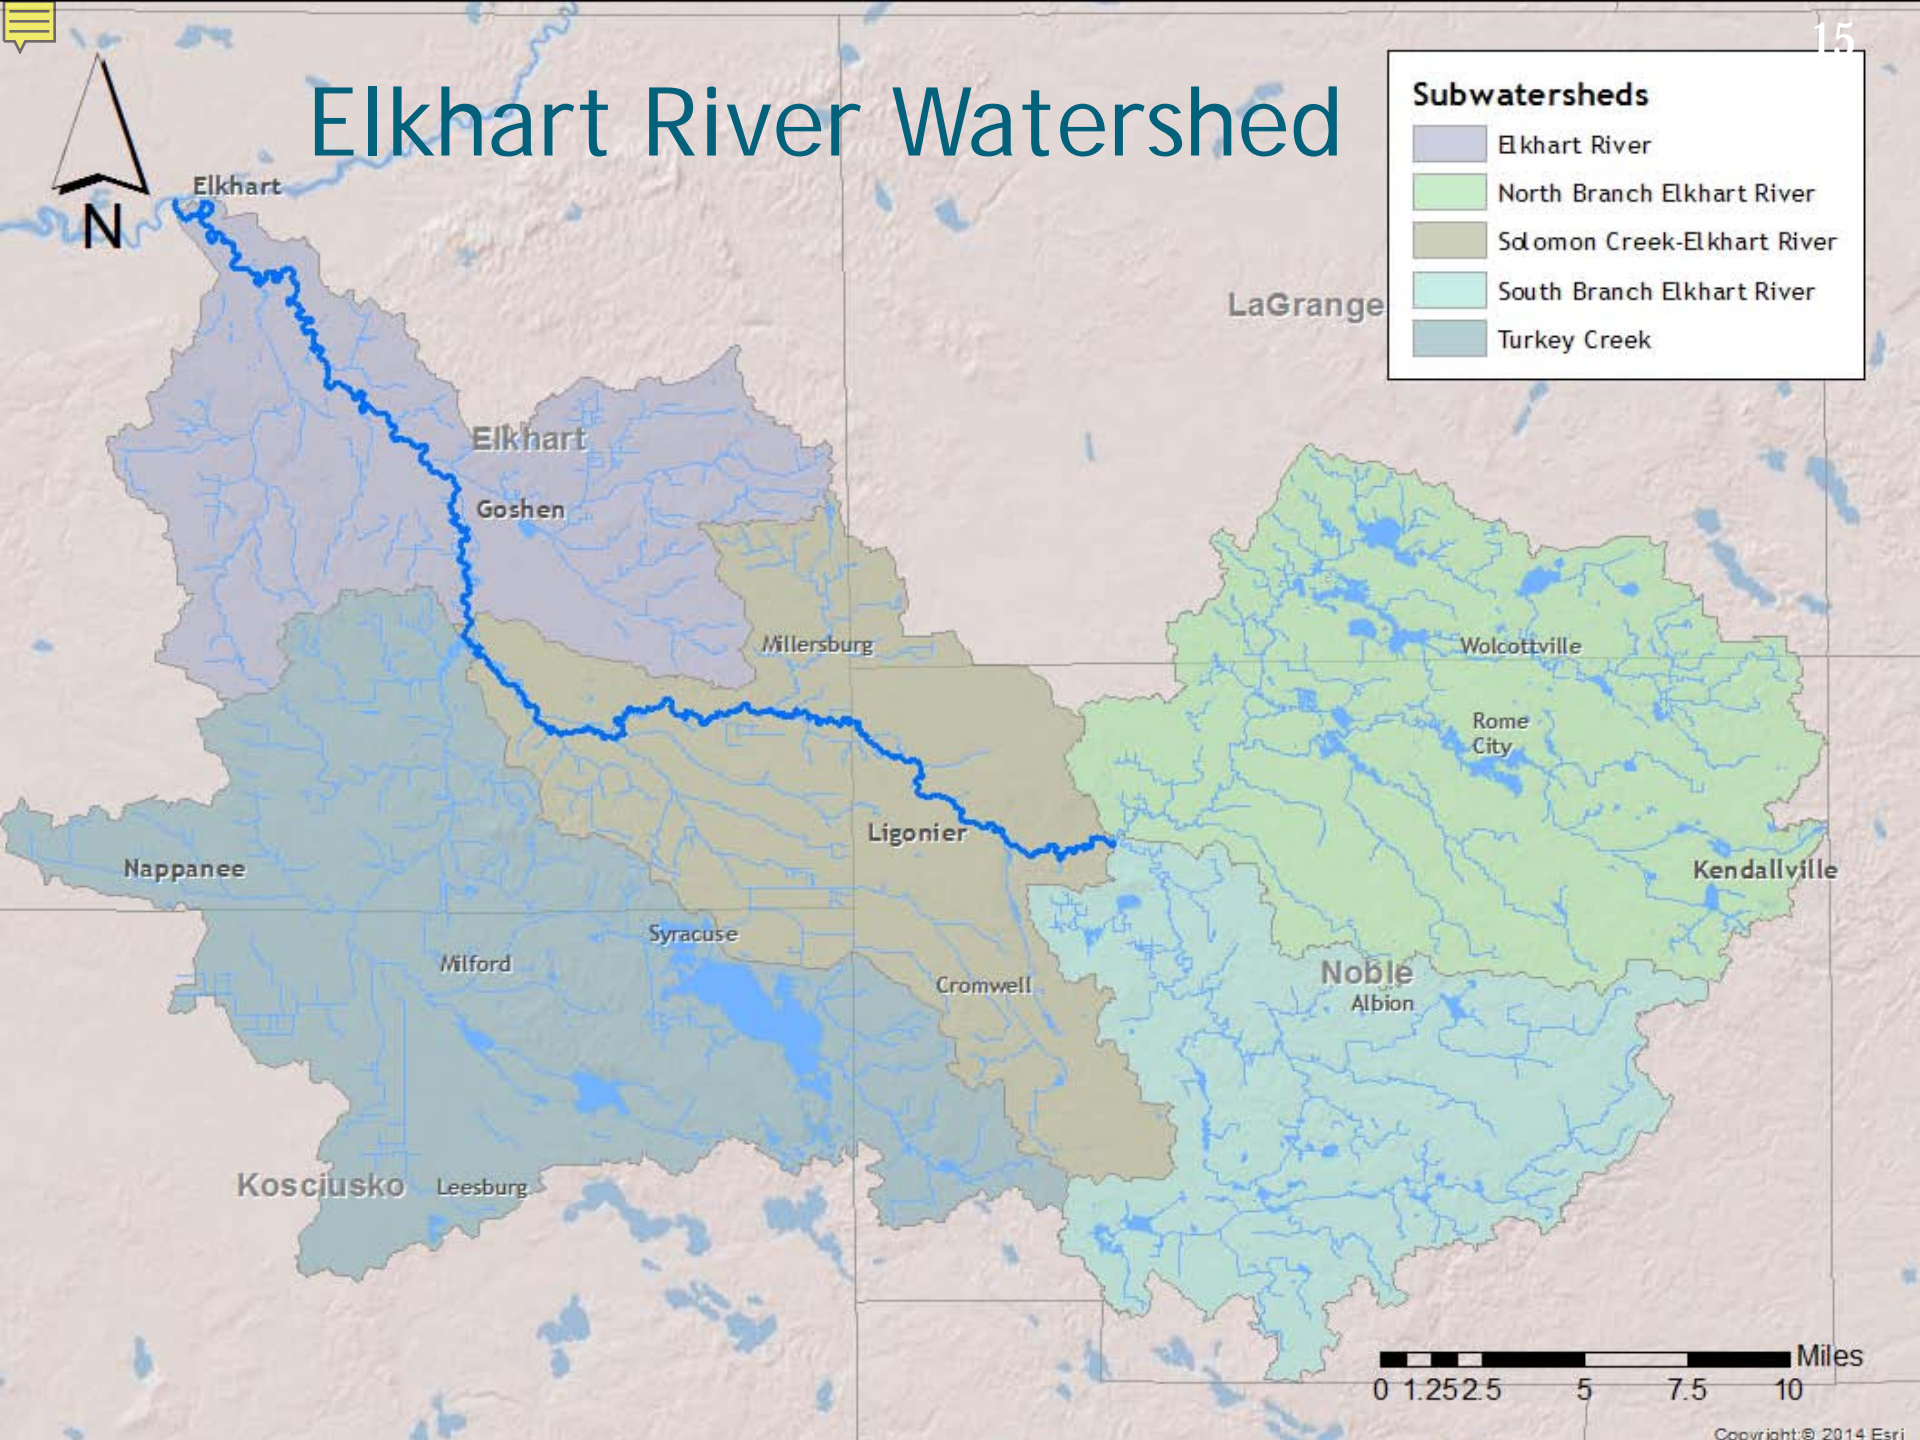 15
Elkhart River Watershed
N
Subwatersheds
Elkhart River
North Branch Elkhart River
Solomon Creek-Elkhart River
South Branch Elkhart River
Turkey Creek
Elkhart
LaGrange
Elkhart
Goshen
Millersburg
Wolcottville
Rome
City
Ligonier
Nappanee
Kendallville
Syracuse
Milford
Cromwell
Noble
Albion
Kosciusko
Leesburg
Miles
0 1.25 2.5 5 7.5 10
Copyright:© 2014 Esri